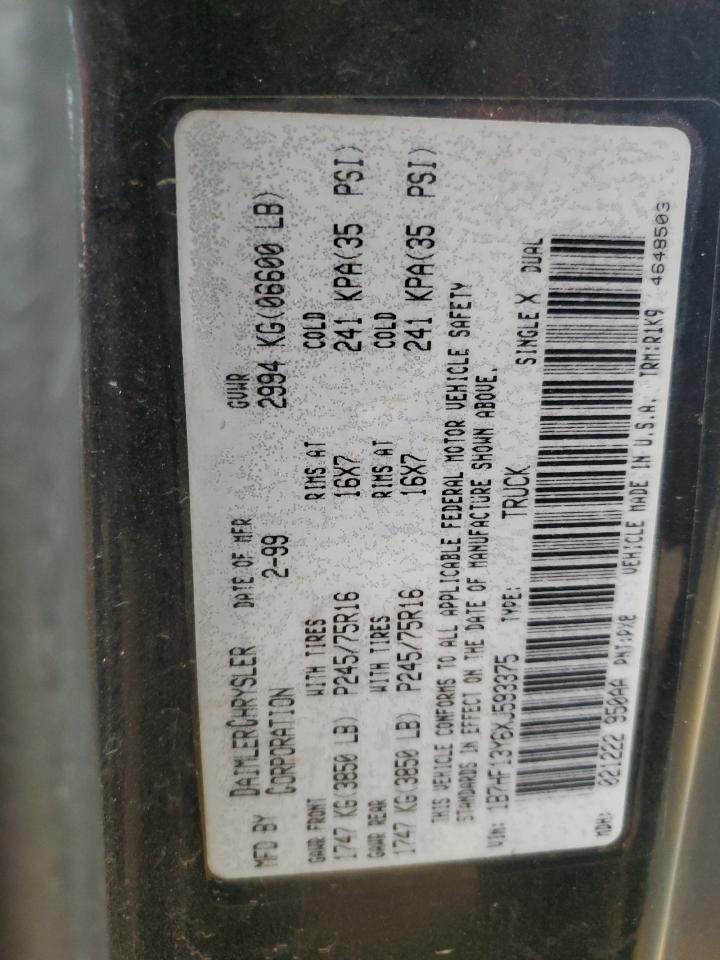 MFD BY DAIMLERCHRYSLER CORPORATION
DATE OF MFR 2-99
GVWR 2994 KG(06600 LB)
GAWR FRONT WITH TIRES RIMS AT COLD
1747 KG(3850 LB) P245/75R16 16X7 241 KPA(35 PSI)
GAWR REAR WITH TIRES RIMS AT COLD
1747 KG(3850 LB) P245/75R16 16X7 241 KPA(35 PSI)
THIS VEHICLE CONFORMS TO ALL APPLICABLE FEDERAL MOTOR VEHICLE SAFETY
STANDARDS IN EFFECT ON THE DATE OF MANUFACTURE SHOWN ABOVE.
VIN: 1B7HF13Y6XJ593375 TYPE: TRUCK SINGLE X DUAL
MDH: 021222 950AA PNT:PX8 VEHICLE MADE IN U.S.A. TRM:R1K9
4648503